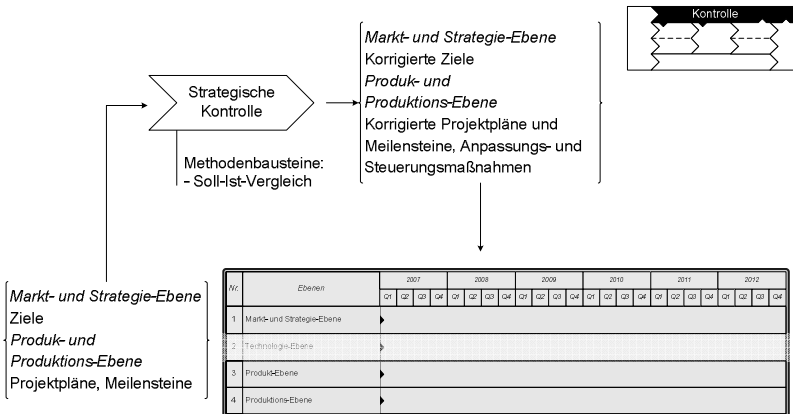 Kontrolle
Strategische
Kontrolle
Methodenbausteine:
- Soll-Ist-Vergleich
Markt- und Strategie-Ebene
Korrigierte Ziele
Produk- und
Produktions-Ebene
Korrigierte Projektpläne und
Meilensteine, Anpassungs- und
Steuerungsmaßnahmen
Markt- und Strategie-Ebene
Ziele
Produk- und
Produktions-Ebene
Projektpläne, Meilensteine
Nr. Ebenen 2007 2008 2009 2010 2011 2012
Q1 Q2 Q3 Q4 Q1 Q2 Q3 Q4 Q1 Q2 Q3 Q4 Q1 Q2 Q3 Q4 Q1 Q2 Q3 Q4 Q1 Q2 Q3 Q4
1 Markt- und Strategie-Ebene
2 Technologie-Ebene
3 Produkt-Ebene
4 Produktions-Ebene